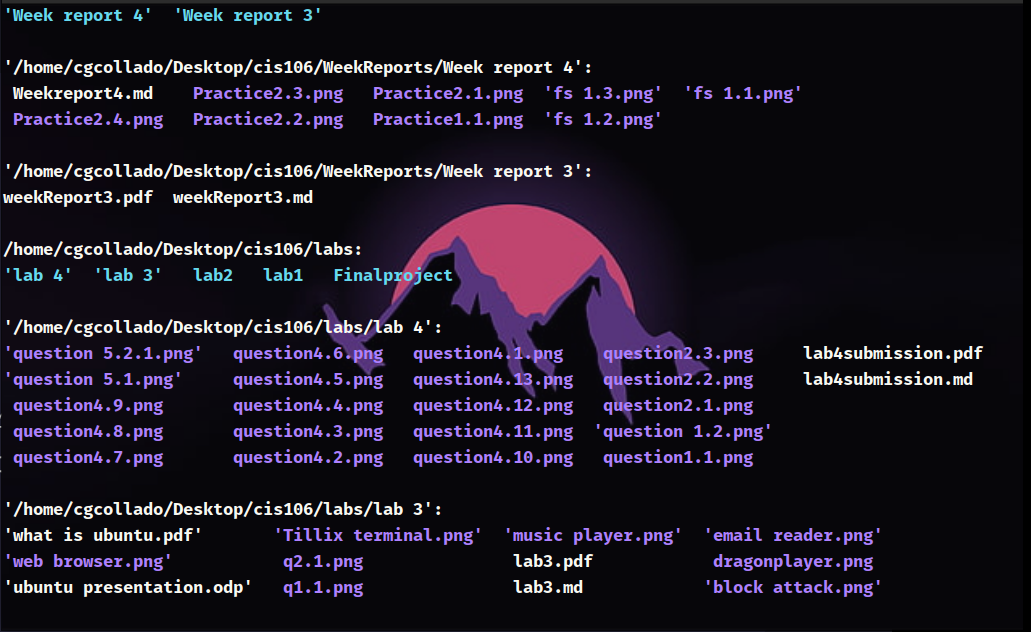 'Week report 4'  'Week report 3'

'/home/cgcollado/Desktop/cis106/WeekReports/Week report 4':
 Weekreport4.md    Practice2.3.png   Practice2.1.png  'fs 1.3.png'  'fs 1.1.png'
 Practice2.4.png   Practice2.2.png   Practice1.1.png  'fs 1.2.png'

'/home/cgcollado/Desktop/cis106/WeekReports/Week report 3':
weekReport3.pdf  weekReport3.md

/home/cgcollado/Desktop/cis106/labs:
'lab 4'  'lab 3'   lab2   lab1   Finalproject

'/home/cgcollado/Desktop/cis106/labs/lab 4':
'question 5.2.1.png'   question4.6.png   question4.1.png    question2.3.png     lab4submission.pdf
'question 5.1.png'     question4.5.png   question4.13.png   question2.2.png     lab4submission.md
 question4.9.png       question4.4.png   question4.12.png   question2.1.png
 question4.8.png       question4.3.png   question4.11.png  'question 1.2.png'
 question4.7.png       question4.2.png   question4.10.png   question1.1.png

'/home/cgcollado/Desktop/cis106/labs/lab 3':
'what is ubuntu.pdf'       'Tillix terminal.png'  'music player.png'  'email reader.png'
'web browser.png'           q2.1.png               lab3.pdf            dragonplayer.png
'ubuntu presentation.odp'   q1.1.png               lab3.md            'block attack.png'